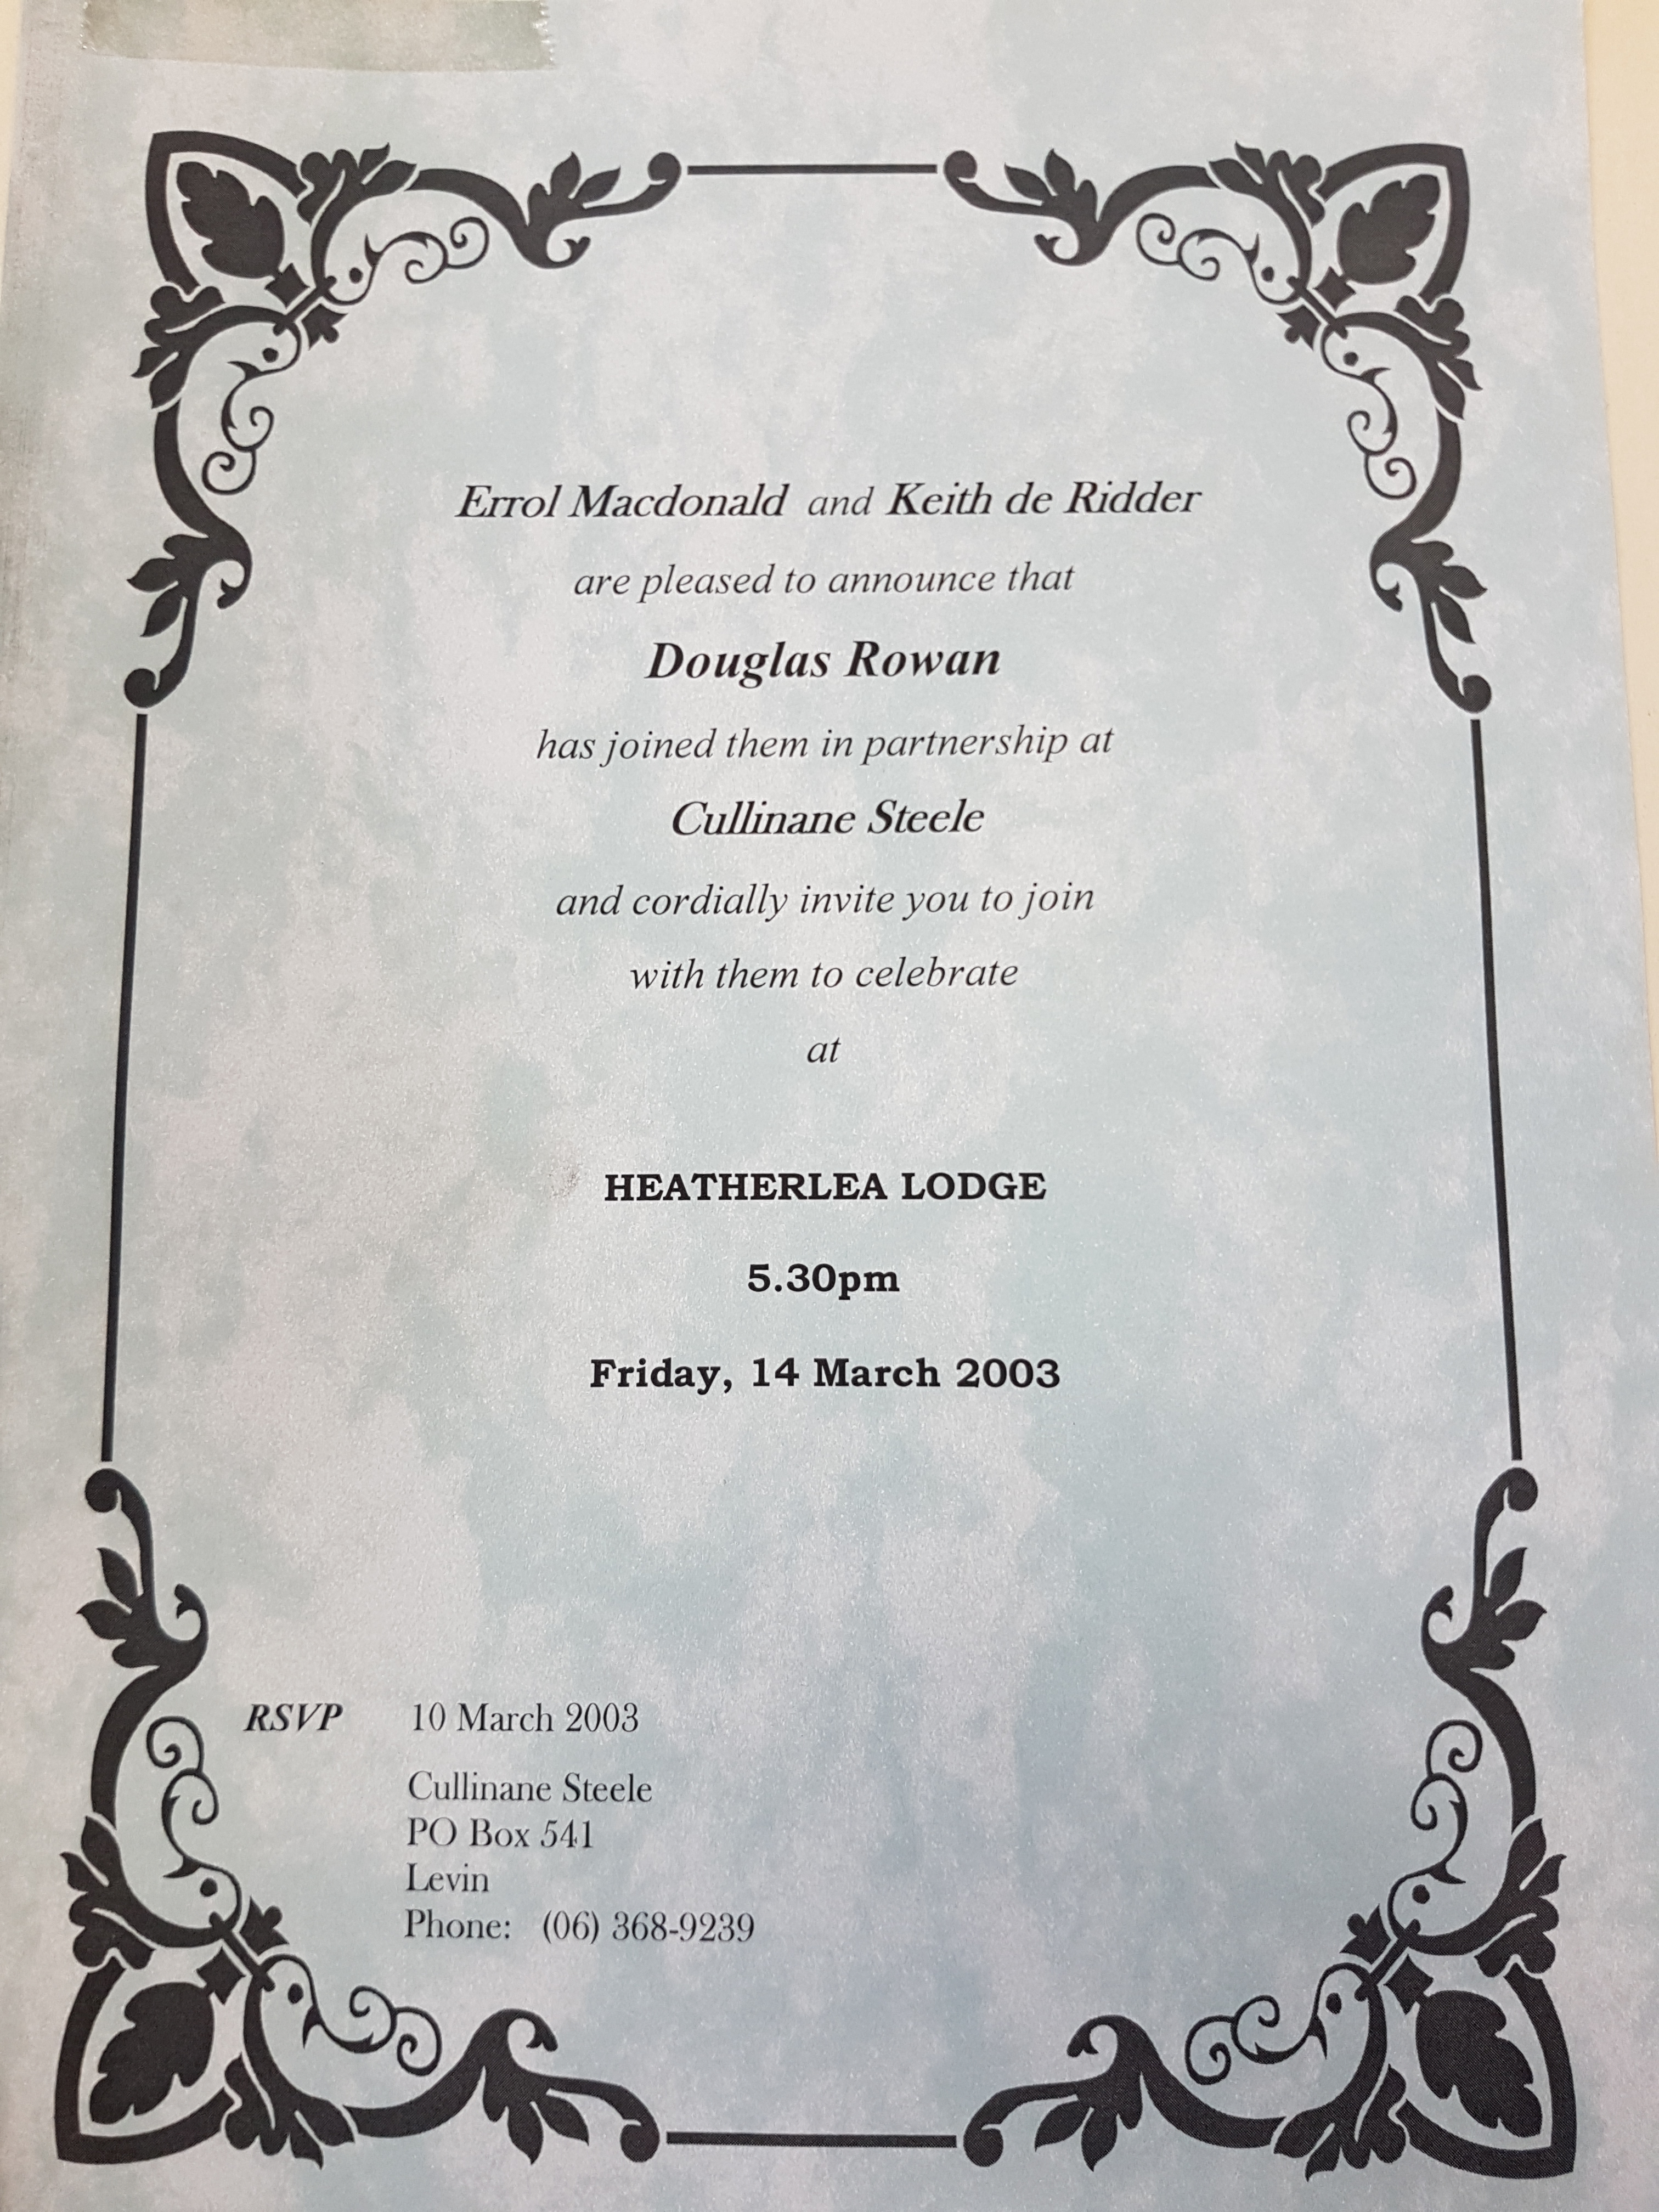 Errol Macdonald and Keith de Ridder
are pleased to announce that
Douglas Rowan
has joined them in partnership at
Cullinane Steele
and cordially invite you to join
with them to celebrate
at
HEATHERLEA LODGE
5.30pm
Friday, 14 March 2003
RSVP 10 March 2003
Cullinane Steele
PO Box 541
Levin
Phone: (06) 368-9239